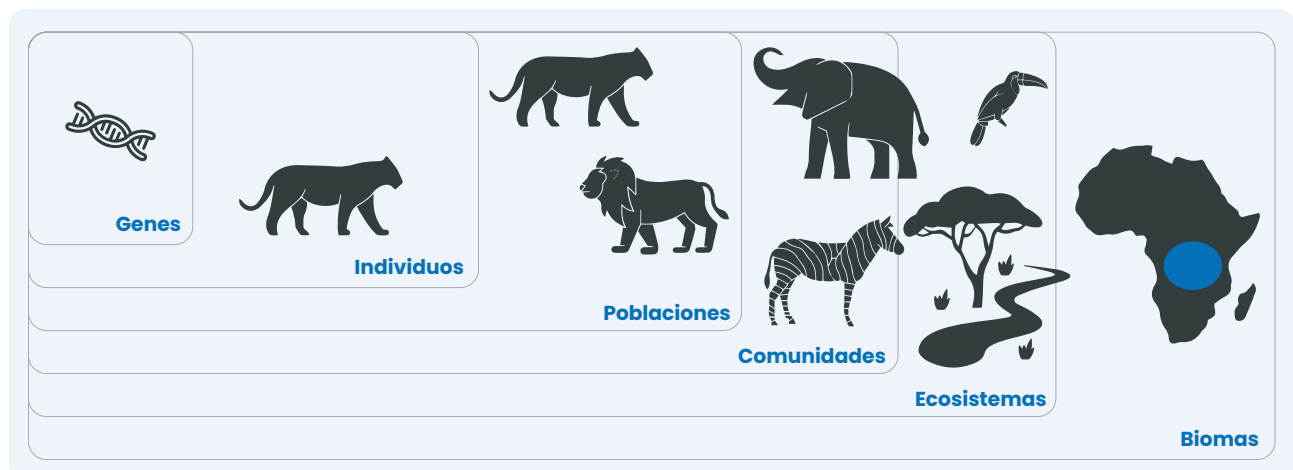 Genes
Individuos
Poblaciones
Comunidades
Ecosistemas
Biomas